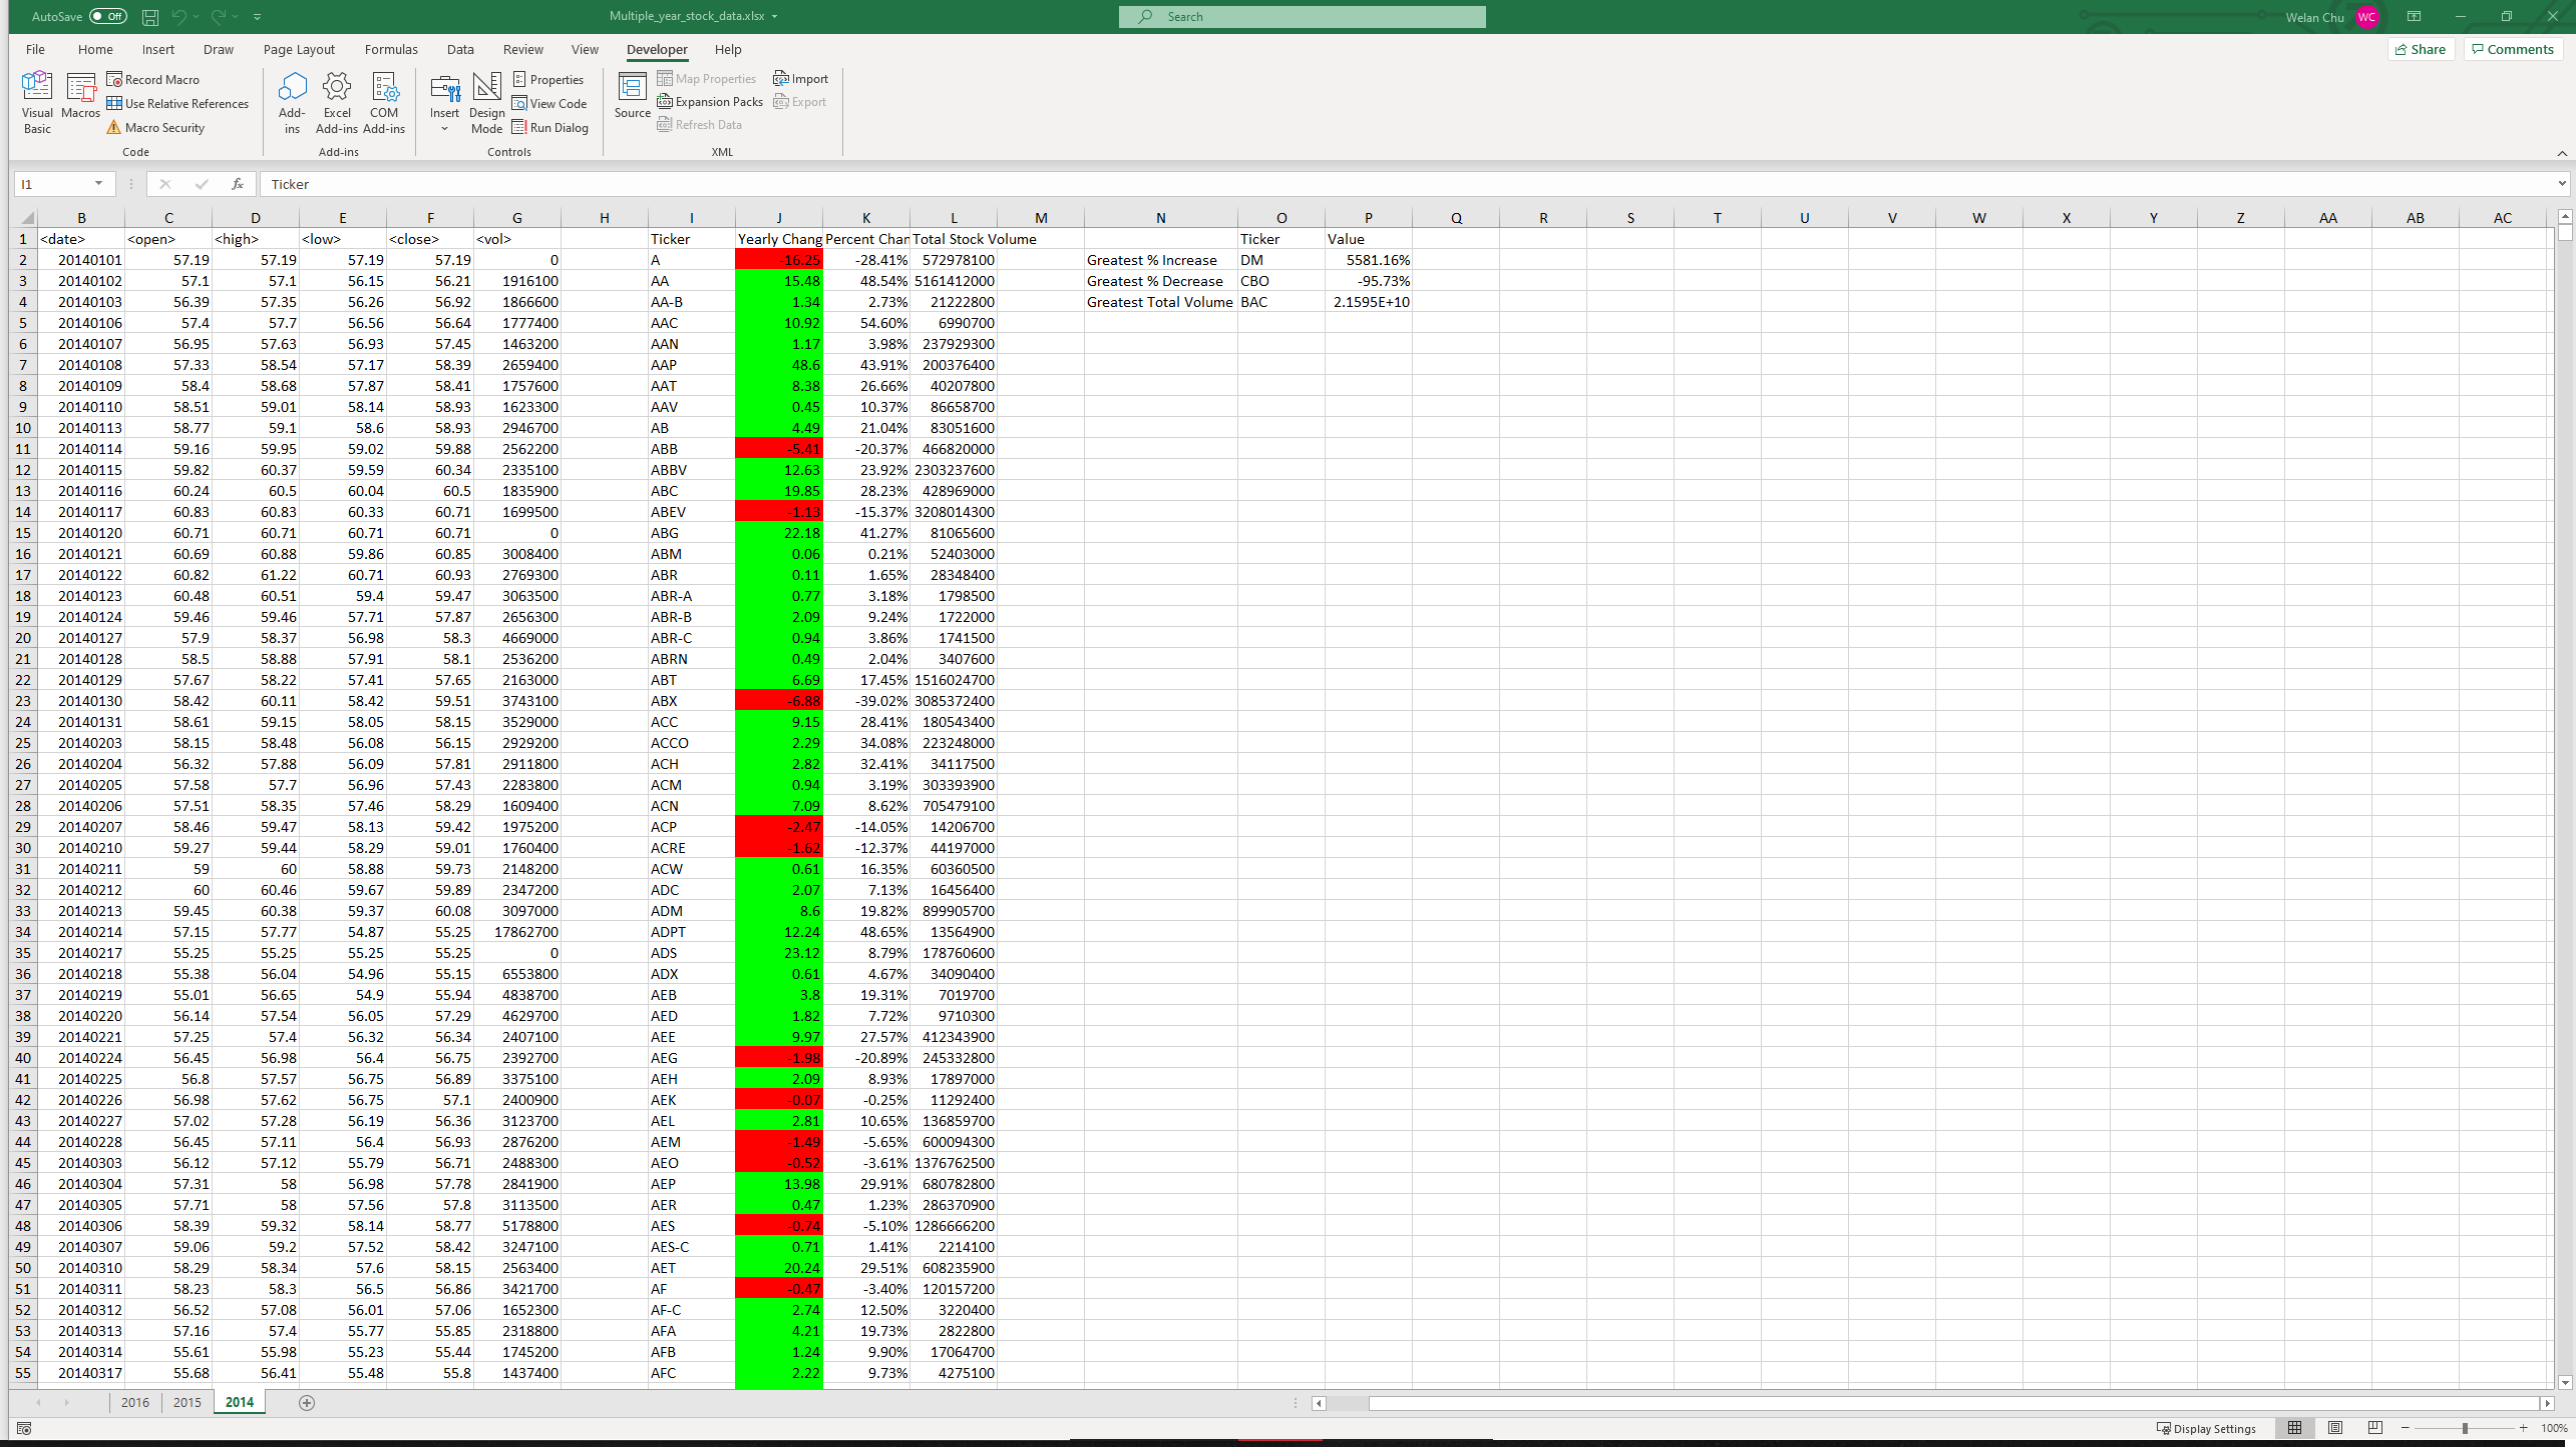 AutoSave Off Multiple_year_stock_data.xlsx Search Welan Chu WC
File Home Insert Draw Page Layout Formulas Data Review View Developer Help Share Comments
Visual Basic Macros Record Macro Use Relative References Macro Security Code
Add-ins Excel Add-ins COM Add-ins Add-ins
Insert Design Mode Properties View Code Run Dialog Controls
Source Map Properties Expansion Packs Refresh Data Import Export XML
I1 fx Ticker
B C D E F G H I J K L M N O P Q R S T U V W X Y Z AA AB AC
1 <date> <open> <high> <low> <close> <vol> Ticker Yearly Chang Percent Chan Total Stock Volume Ticker Value
2 20140101 57.19 57.19 57.19 57.19 0 A -16.25 -28.41% 572978100 Greatest % Increase DM 5581.16%
3 20140102 57.1 57.1 56.15 56.21 1916100 AA 15.48 48.54% 5161412000 Greatest % Decrease CBO -95.73%
4 20140103 56.39 57.35 56.26 56.92 1866600 AA-B 1.34 2.73% 21222800 Greatest Total Volume BAC 2.1595E+10
5 20140106 57.4 57.7 56.56 56.64 1777400 AAC 10.92 54.60% 6990700
6 20140107 56.95 57.63 56.93 57.45 1463200 AAN 1.17 3.98% 237929300
7 20140108 57.33 58.54 57.17 58.39 2659400 AAP 48.6 43.91% 200376400
8 20140109 58.4 58.68 57.87 58.41 1757600 AAT 8.38 26.66% 40207800
9 20140110 58.51 59.01 58.14 58.93 1623300 AAV 0.45 10.37% 86658700
10 20140113 58.77 59.1 58.6 58.93 2946700 AB 4.49 21.04% 83051600
11 20140114 59.16 59.95 59.02 59.88 2562200 ABB -5.41 -20.37% 466820000
12 20140115 59.82 60.37 59.59 60.34 2335100 ABBV 12.63 23.92% 2303237600
13 20140116 60.24 60.5 60.04 60.5 1835900 ABC 19.85 28.23% 428969000
14 20140117 60.83 60.83 60.33 60.71 1699500 ABEV -1.13 -15.37% 3208014300
15 20140120 60.71 60.71 60.71 60.71 0 ABG 22.18 41.27% 81065600
16 20140121 60.69 60.88 59.86 60.85 3008400 ABM 0.06 0.21% 52403000
17 20140122 60.82 61.22 60.71 60.93 2769300 ABR 0.11 1.65% 28348400
18 20140123 60.48 60.51 59.4 59.47 3063500 ABR-A 0.77 3.18% 1798500
19 20140124 59.46 59.46 57.71 57.87 2656300 ABR-B 2.09 9.24% 1722000
20 20140127 57.9 58.37 56.98 58.3 4669000 ABR-C 0.94 3.86% 1741500
21 20140128 58.5 58.88 57.91 58.1 2536200 ABRN 0.49 2.04% 3407600
22 20140129 57.67 58.22 57.41 57.65 2163000 ABT 6.69 17.45% 1516024700
23 20140130 58.42 60.11 58.42 59.51 3743100 ABX -6.88 -39.02% 3085372400
24 20140131 58.61 59.15 58.05 58.15 3529000 ACC 9.15 28.41% 180543400
25 20140203 58.15 58.48 56.08 56.15 2929200 ACCO 2.29 34.08% 223248000
26 20140204 56.32 57.88 56.09 57.81 2911800 ACH 2.82 32.41% 34117500
27 20140205 57.58 57.7 56.96 57.43 2283800 ACM 0.94 3.19% 303393900
28 20140206 57.51 58.35 57.46 58.29 1609400 ACN 7.09 8.62% 705479100
29 20140207 58.46 59.47 58.13 59.42 1975200 ACP -2.47 -14.05% 14206700
30 20140210 59.27 59.44 58.29 59.01 1760400 ACRE -1.62 -12.37% 44197000
31 20140211 59 60 58.88 59.73 2148200 ACW 0.61 16.35% 60360500
32 20140212 60 60.46 59.67 59.89 2347200 ADC 2.07 7.13% 16456400
33 20140213 59.45 60.38 59.37 60.08 3097000 ADM 8.6 19.82% 899905700
34 20140214 57.15 57.77 54.87 55.25 17862700 ADPT 12.24 48.65% 13564900
35 20140217 55.25 55.25 55.25 55.25 0 ADS 23.12 8.79% 178760600
36 20140218 55.38 56.04 54.96 55.15 6553800 ADX 0.61 4.67% 34090400
37 20140219 55.01 56.65 54.9 55.94 4838700 AEB 3.8 19.31% 7019700
38 20140220 56.14 57.54 56.05 57.29 4629700 AED 1.82 7.72% 9710300
39 20140221 57.25 57.4 56.32 56.34 2407100 AEE 9.97 27.57% 412343900
40 20140224 56.45 56.98 56.4 56.75 2392700 AEG -1.98 -20.89% 245332800
41 20140225 56.8 57.57 56.75 56.89 3375100 AEH 2.09 8.93% 17897000
42 20140226 56.98 57.62 56.75 57.1 2400900 AEK -0.07 -0.25% 11292400
43 20140227 57.02 57.28 56.19 56.36 3123700 AEL 2.81 10.65% 136859700
44 20140228 56.45 57.11 56.4 56.93 2876200 AEM -1.49 -5.65% 600094300
45 20140303 56.12 57.12 55.79 56.71 2488300 AEO -0.52 -3.61% 1376762500
46 20140304 57.31 58 56.98 57.78 2841900 AEP 13.98 29.91% 680782800
47 20140305 57.71 58 57.56 57.8 3113500 AER 0.47 1.23% 286370900
48 20140306 58.39 59.32 58.14 58.77 5178800 AES -0.74 -5.10% 1286666200
49 20140307 59.06 59.2 57.52 58.42 3247100 AES-C 0.71 1.41% 2214100
50 20140310 58.29 58.34 57.6 58.15 2563400 AET 20.24 29.51% 608235900
51 20140311 58.23 58.3 56.5 56.86 3421700 AF -0.47 -3.40% 120157200
52 20140312 56.52 57.08 56.01 57.06 1652300 AF-C 2.74 12.50% 3220400
53 20140313 57.16 57.4 55.77 55.85 2318800 AFA 4.21 19.73% 2822800
54 20140314 55.61 55.98 55.23 55.44 1745200 AFB 1.24 9.90% 17064700
55 20140317 55.68 56.41 55.48 55.8 1437400 AFC 2.22 9.73% 4275100
2016 2015 2014
Display Settings 100%